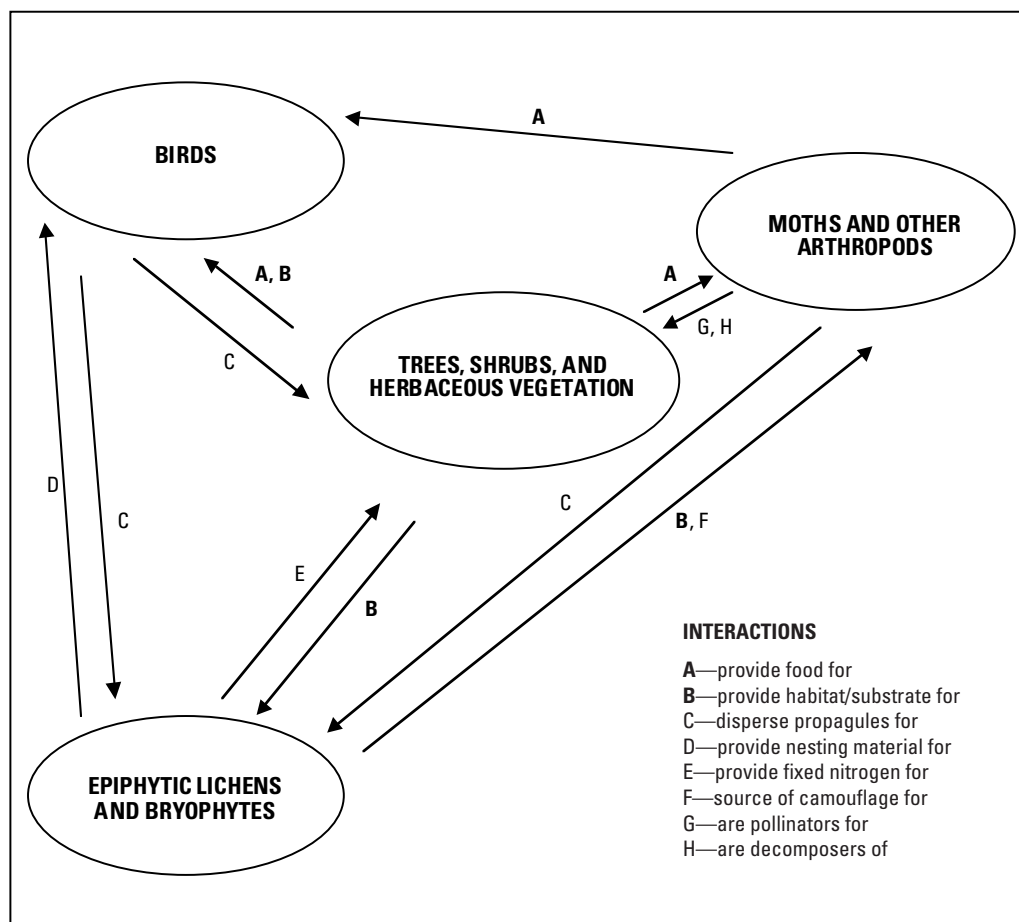 A
BIRDS
MOTHS AND OTHER
ARTHROPODS
A, B
A
G, H
C
TREES, SHRUBS, AND
HERBACEOUS VEGETATION
D
C
C
B, F
E
B
INTERACTIONS
A—provide food for
B—provide habitat/substrate for
C—disperse propagules for
D—provide nesting material for
E—provide fixed nitrogen for
F—source of camouflage for
G—are pollinators for
H—are decomposers of
EPIPHYTIC LICHENS
AND BRYOPHYTES